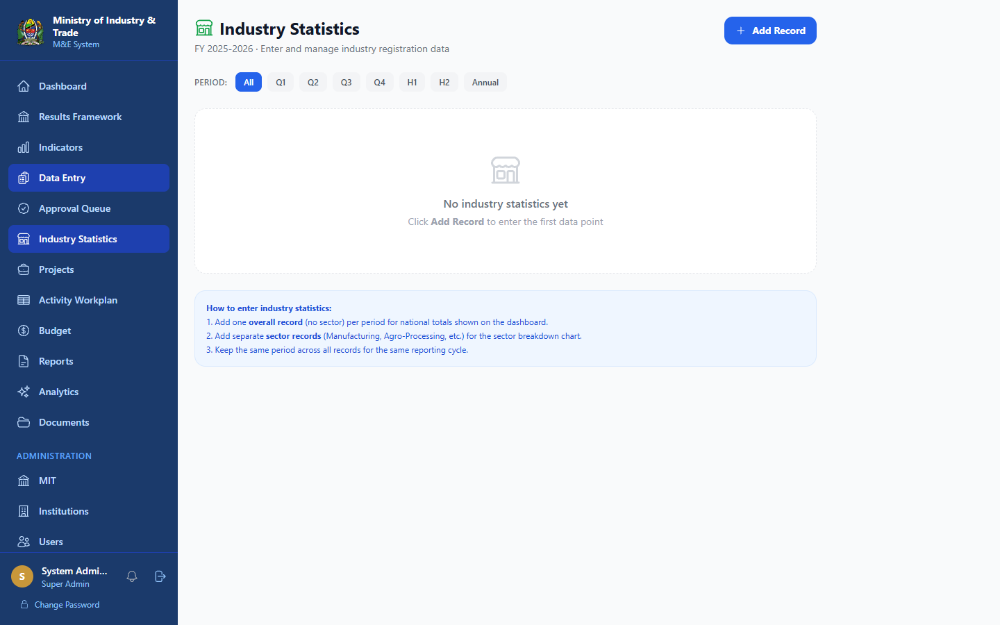 Ministry of Industry &
Trade
M&E System
Dashboard
Results Framework
Indicators
Data Entry
Approval Queue
Industry Statistics
Projects
Activity Workplan
Budget
Reports
Analytics
Documents
ADMINISTRATION
MIT
Institutions
Users
S
System Admi...
Super Admin
Change Password
Industry Statistics
FY 2025-2026 · Enter and manage industry registration data
Add Record
PERIOD: All Q1 Q2 Q3 Q4 H1 H2 Annual
No industry statistics yet
Click Add Record to enter the first data point
How to enter industry statistics:
1. Add one overall record (no sector) per period for national totals shown on the dashboard.
2. Add separate sector records (Manufacturing, Agro-Processing, etc.) for the sector breakdown chart.
3. Keep the same period across all records for the same reporting cycle.